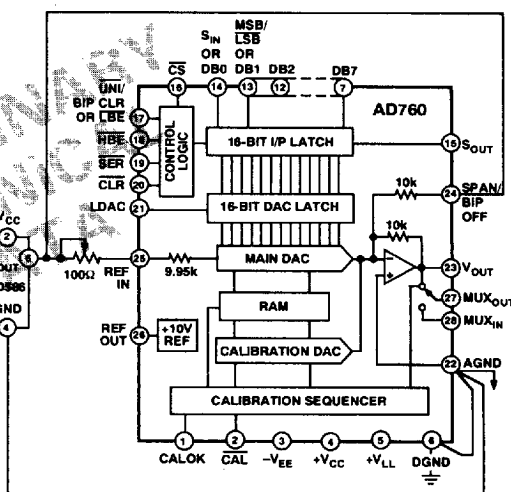 S_IN
OR
DB0
MSB/
LSB
OR
DB1
DB2
DB7
CS
16
14
13
12
7
AD760
UNI/
BIP CLR
OR LBE
17
HBE
18
SER
19
CLR
20
LDAC
21
CONTROL LOGIC
16-BIT I/P LATCH
15
S_OUT
16-BIT DAC LATCH
10k
24
SPAN/
BIP
OFF
10k
CC
2
6
OUT
100Ω
REF
IN
25
9.95k
MAIN DAC
23
V_OUT
27
MUX_OUT
28
MUX_IN
RAM
GND
4
REF
OUT
26
+10V
REF
CALIBRATION DAC
22
AGND
CALIBRATION SEQUENCER
1
2
3
4
5
6
CALOK
CAL
−V_EE
+V_CC
+V_LL
DGND